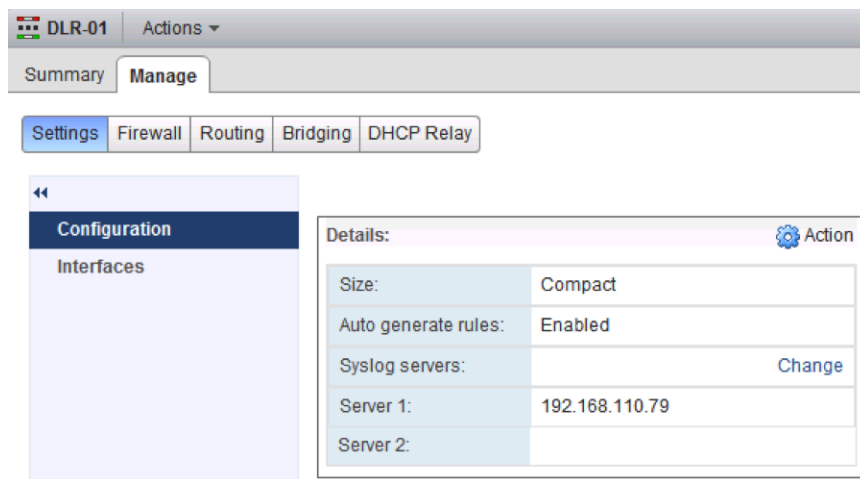 DLR-01 Actions
Summary Manage
Settings Firewall Routing Bridging DHCP Relay
Configuration
Interfaces
Details: Action
Size: Compact
Auto generate rules: Enabled
Syslog servers: Change
Server 1: 192.168.110.79
Server 2: